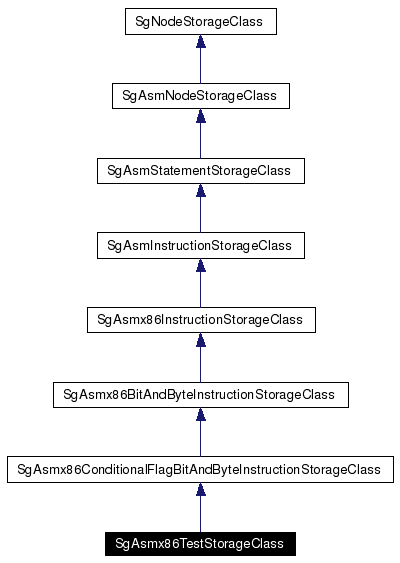 SgNodeStorageClass
SgAsmNodeStorageClass
SgAsmStatementStorageClass
SgAsmInstructionStorageClass
SgAsmx86InstructionStorageClass
SgAsmx86BitAndByteInstructionStorageClass
SgAsmx86ConditionalFlagBitAndByteInstructionStorageClass
SgAsmx86TestStorageClass